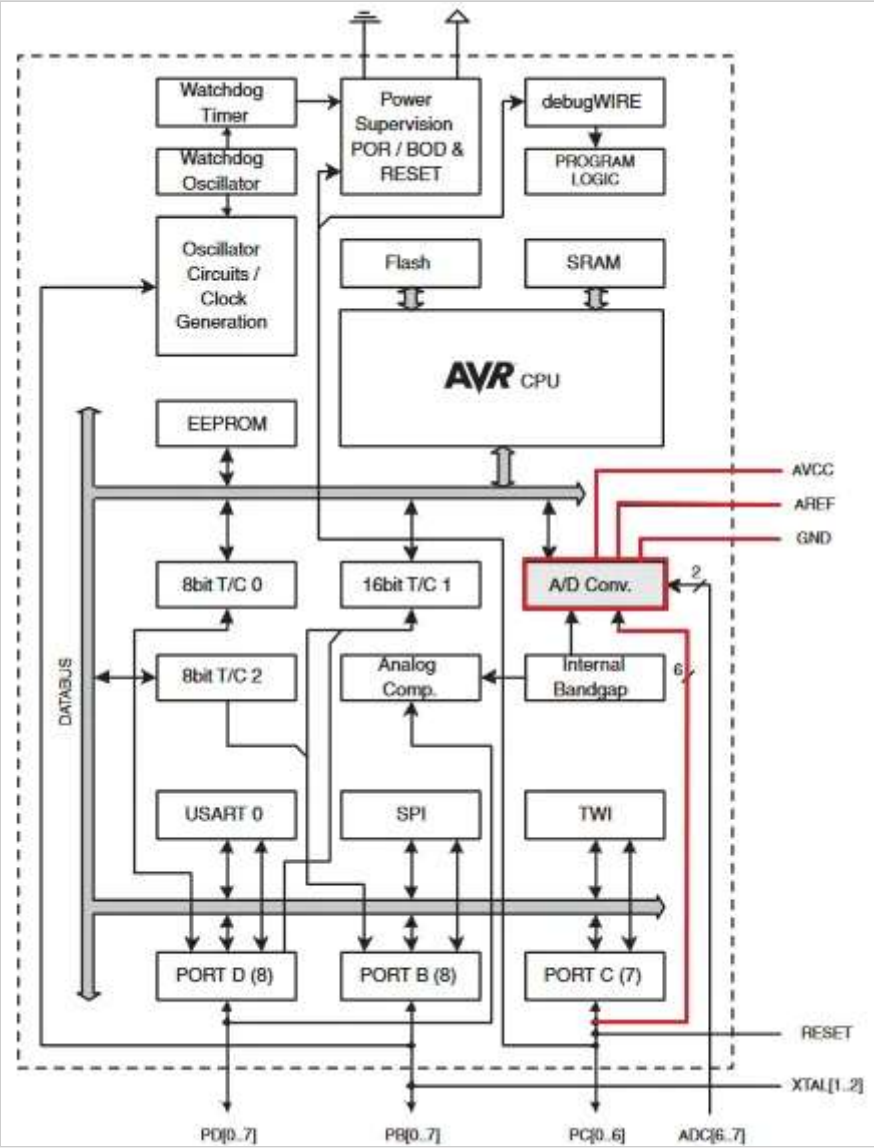 Watchdog
Timer
Power
Supervision
POR / BOD &
RESET
debugWIRE
Watchdog
Oscillator
PROGRAM
LOGIC
Oscillator
Circuits /
Clock
Generation
Flash
SRAM
AVR CPU
EEPROM
AVCC
AREF
GND
8bit T/C 0
16bit T/C 1
A/D Conv.
2
DATABUS
8bit T/C 2
Analog
Comp.
Internal
Bandgap
6
USART 0
SPI
TWI
PORT D (8)
PORT B (8)
PORT C (7)
RESET
XTAL[1..2]
PD[0..7]
PB[0..7]
PC[0..6]
ADC[6..7]